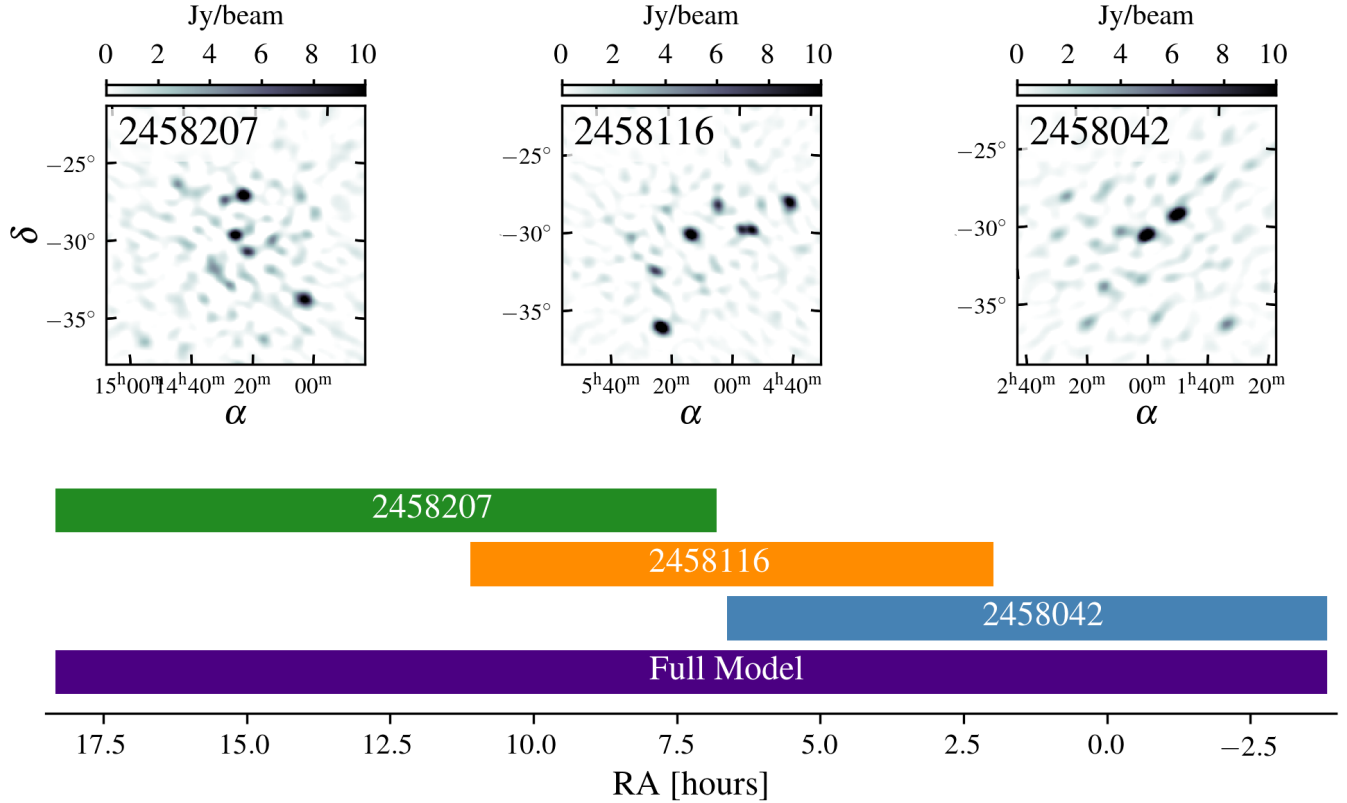 Jy/beam Jy/beam Jy/beam
0 2 4 6 8 10 0 2 4 6 8 10 0 2 4 6 8 10
2458207 2458116 2458042
−25° −25° −25°
δ −30° −30° −30°
−35° −35° −35°
15ʰ00ᵐ 14ʰ40ᵐ 20ᵐ 00ᵐ 5ʰ40ᵐ 20ᵐ 00ᵐ 4ʰ40ᵐ 2ʰ40ᵐ 20ᵐ 00ᵐ 1ʰ40ᵐ 20ᵐ
α α α
2458207
2458116
2458042
Full Model
17.5 15.0 12.5 10.0 7.5 5.0 2.5 0.0 −2.5
RA [hours]